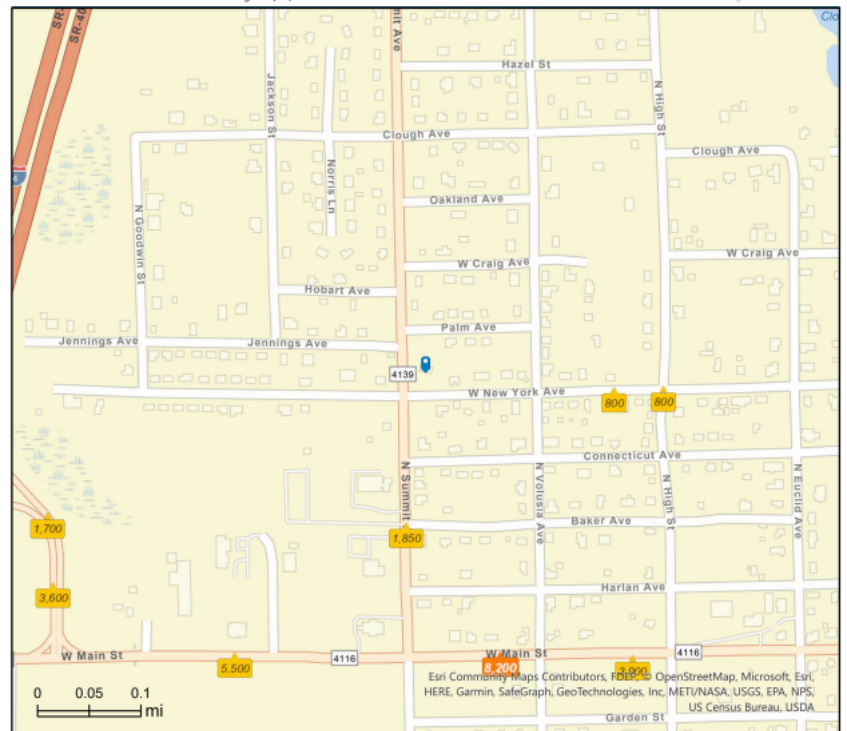 SR-40
mit Ave
Hazel St
Jackson St
N High St
Clough Ave
Clough Ave
4
Norris Ln
Oakland Ave
N Goodwin St
W Craig Ave
W Craig Ave
Hobart Ave
Palm Ave
Jennings Ave
Jennings Ave
4139
W New York Ave
800
800
Connecticut Ave
N Summit
N Volusia Ave
N High St
N Euclid Ave
Baker Ave
1,700
1,850
3,600
Harlan Ave
W Main St
5,500
4116
W Main St
8,200
3,900
4116
Esri Community Maps Contributors, FDEP, © OpenStreetMap, Microsoft, Esri,
HERE, Garmin, SafeGraph, GeoTechnologies, Inc, METI/NASA, USGS, EPA, NPS,
US Census Bureau, USDA
0 0.05 0.1
mi
Garden St